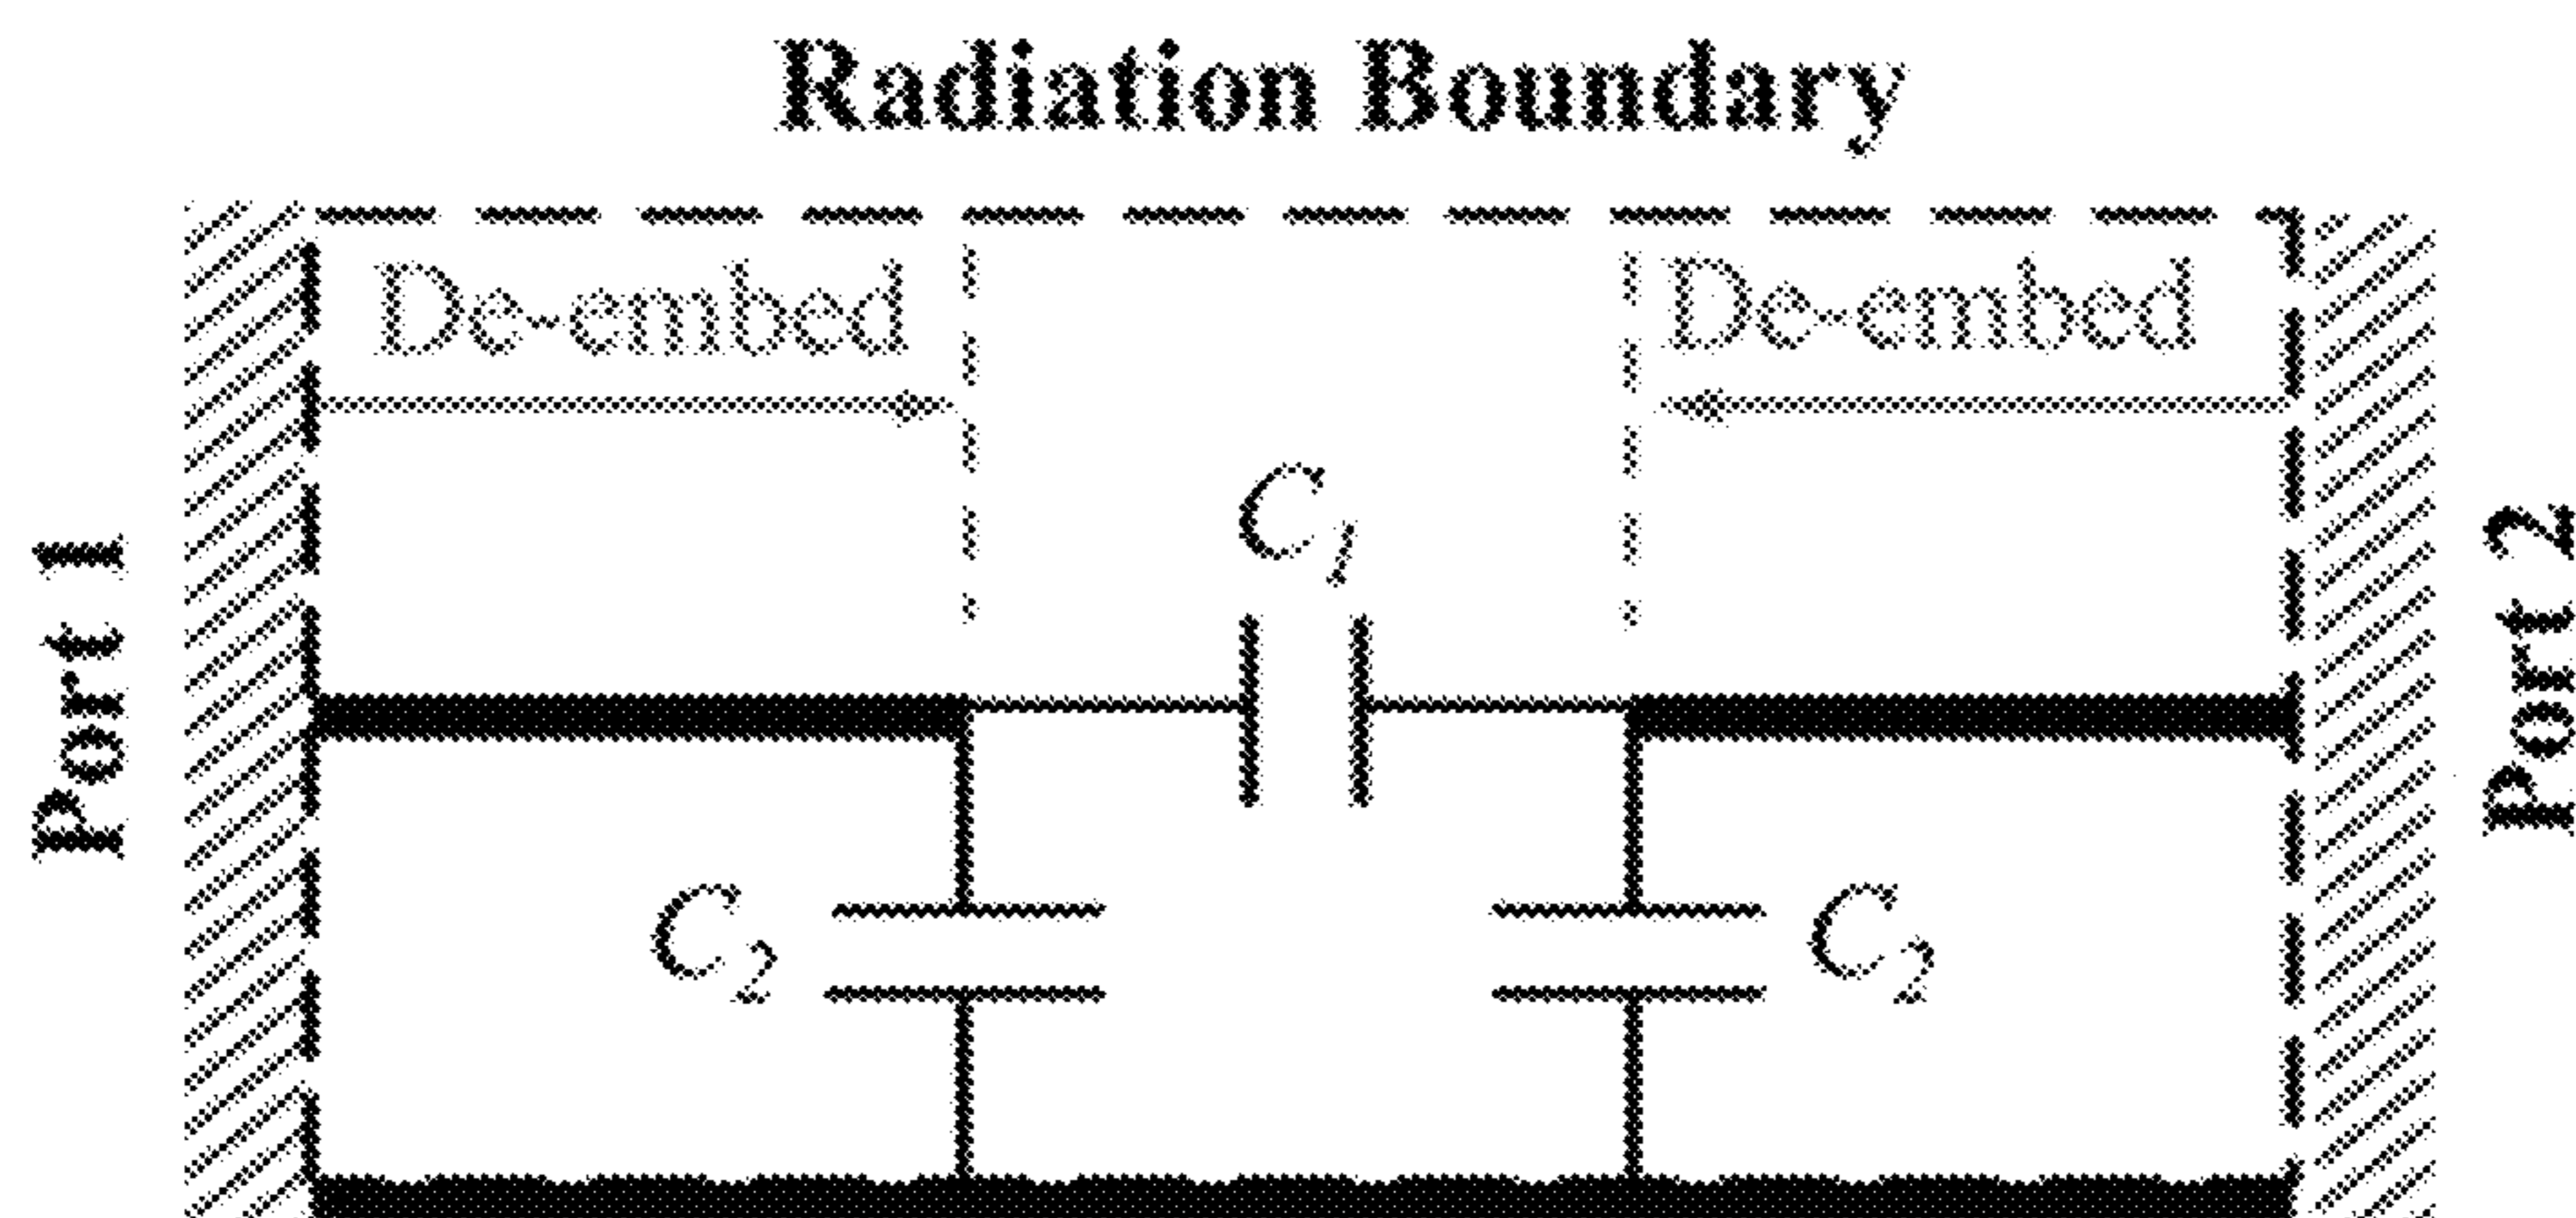 Radiation Boundary
De-embed
De-embed
C1
Port 1
Port 2
C2
C2